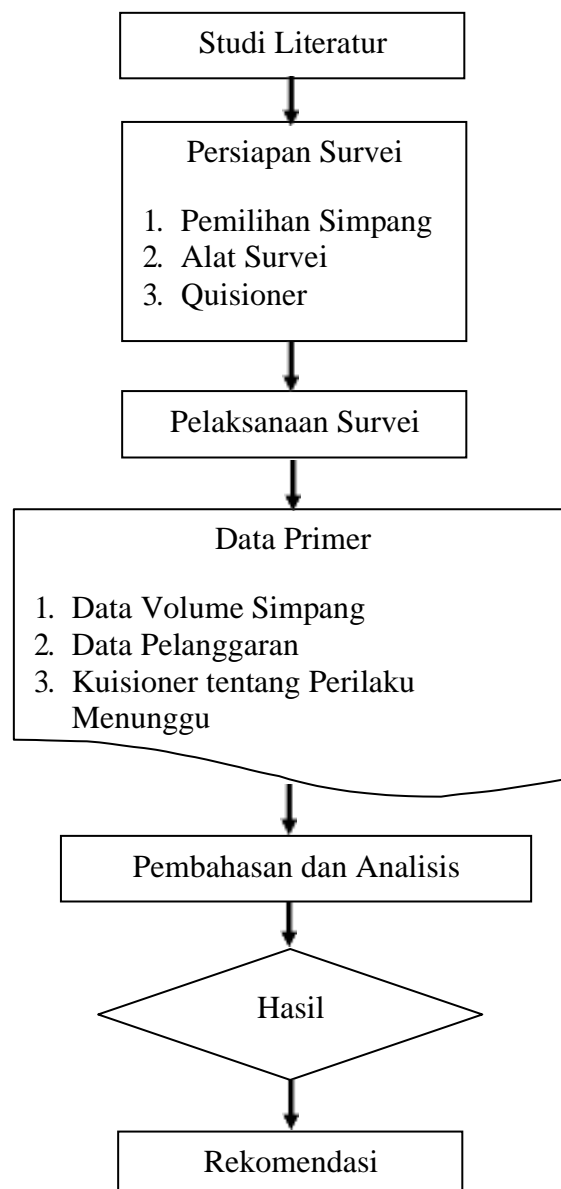 Studi Literatur
Persiapan Survei
1. Pemilihan Simpang
2. Alat Survei
3. Quisioner
Pelaksanaan Survei
Data Primer
1. Data Volume Simpang
2. Data Pelanggaran
3. Kuisioner tentang Perilaku
Menunggu
Pembahasan dan Analisis
Hasil
Rekomendasi